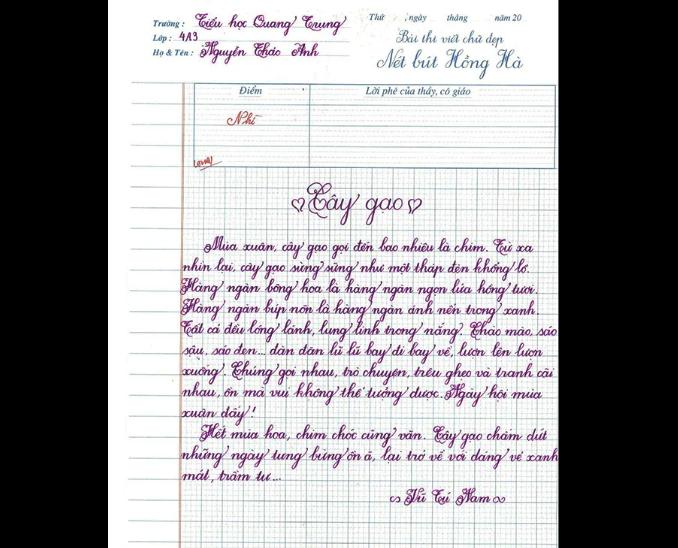 Trường: Tiểu học Quang Trung
Thứ , ngày tháng năm 20
Lớp: 4A3
Bài thi viết chữ đẹp
Họ & Tên: Nguyễn Thảo Anh
Nét bút Hồng Hà
Điểm
Lời phê của thầy, cô giáo
Nhì
Cây gạo
Mùa xuân, cây gạo gọi đến bao nhiêu là chim. Từ xa
nhìn lại, cây gạo sừng sững như một tháp đèn khổng lồ.
Hàng ngàn bông hoa là hàng ngàn ngọn lửa hồng tươi.
Hàng ngàn búp nõn là hàng ngàn ánh nến trong xanh.
Tất cả đều lóng lánh, lung linh trong nắng. Chào mào, sáo
sậu, sáo đen... đàn đàn lũ lũ bay đi bay về, lượn lên lượn
xuống. Chúng gọi nhau, trò chuyện, trêu ghẹo và tranh cãi
nhau, ồn mà vui không thể tưởng được. Ngày hội mùa
xuân đấy!
Hết mùa hoa, chim chóc cũng vãn. Cây gạo chấm dứt
những ngày tưng bừng ồn ã, lại trở về với dáng vẻ xanh
mát, trầm tư...
Vũ Tú Nam